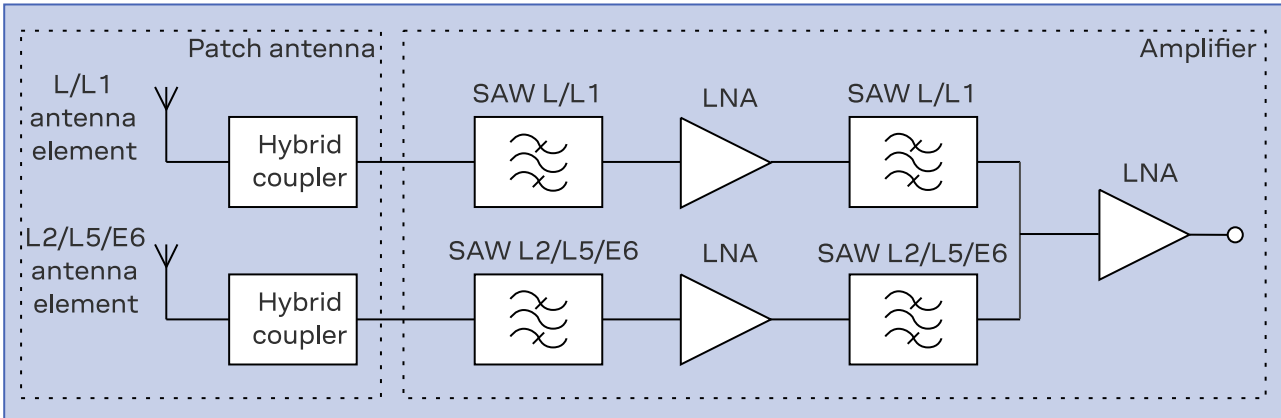 Patch antenna
Amplifier
L/L1
antenna
element
Hybrid
coupler
SAW L/L1
LNA
SAW L/L1
LNA
L2/L5/E6
antenna
element
Hybrid
coupler
SAW L2/L5/E6
LNA
SAW L2/L5/E6